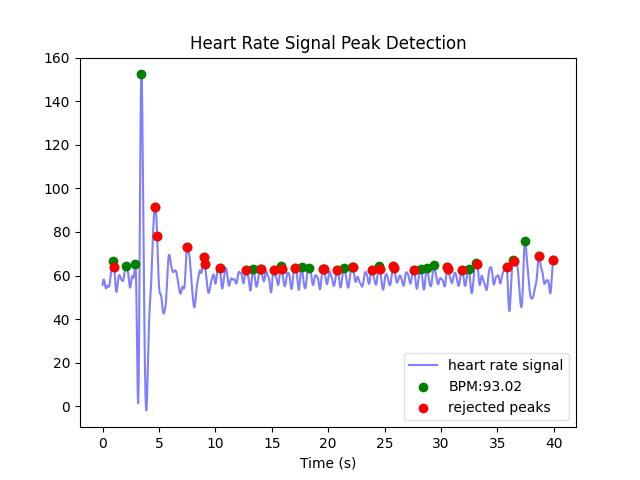 Heart Rate Signal Peak Detection
160
140
120
100
80
60
40
20
0
heart rate signal
BPM:93.02
rejected peaks
0 5 10 15 20 25 30 35 40
Time (s)